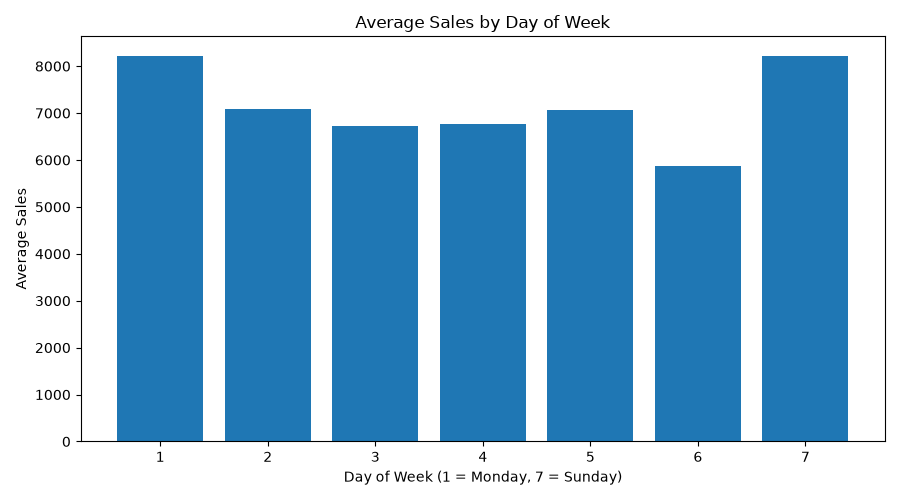 Average Sales by Day of Week
Average Sales
8000
7000
6000
5000
4000
3000
2000
1000
0
1 2 3 4 5 6 7
Day of Week (1 = Monday, 7 = Sunday)